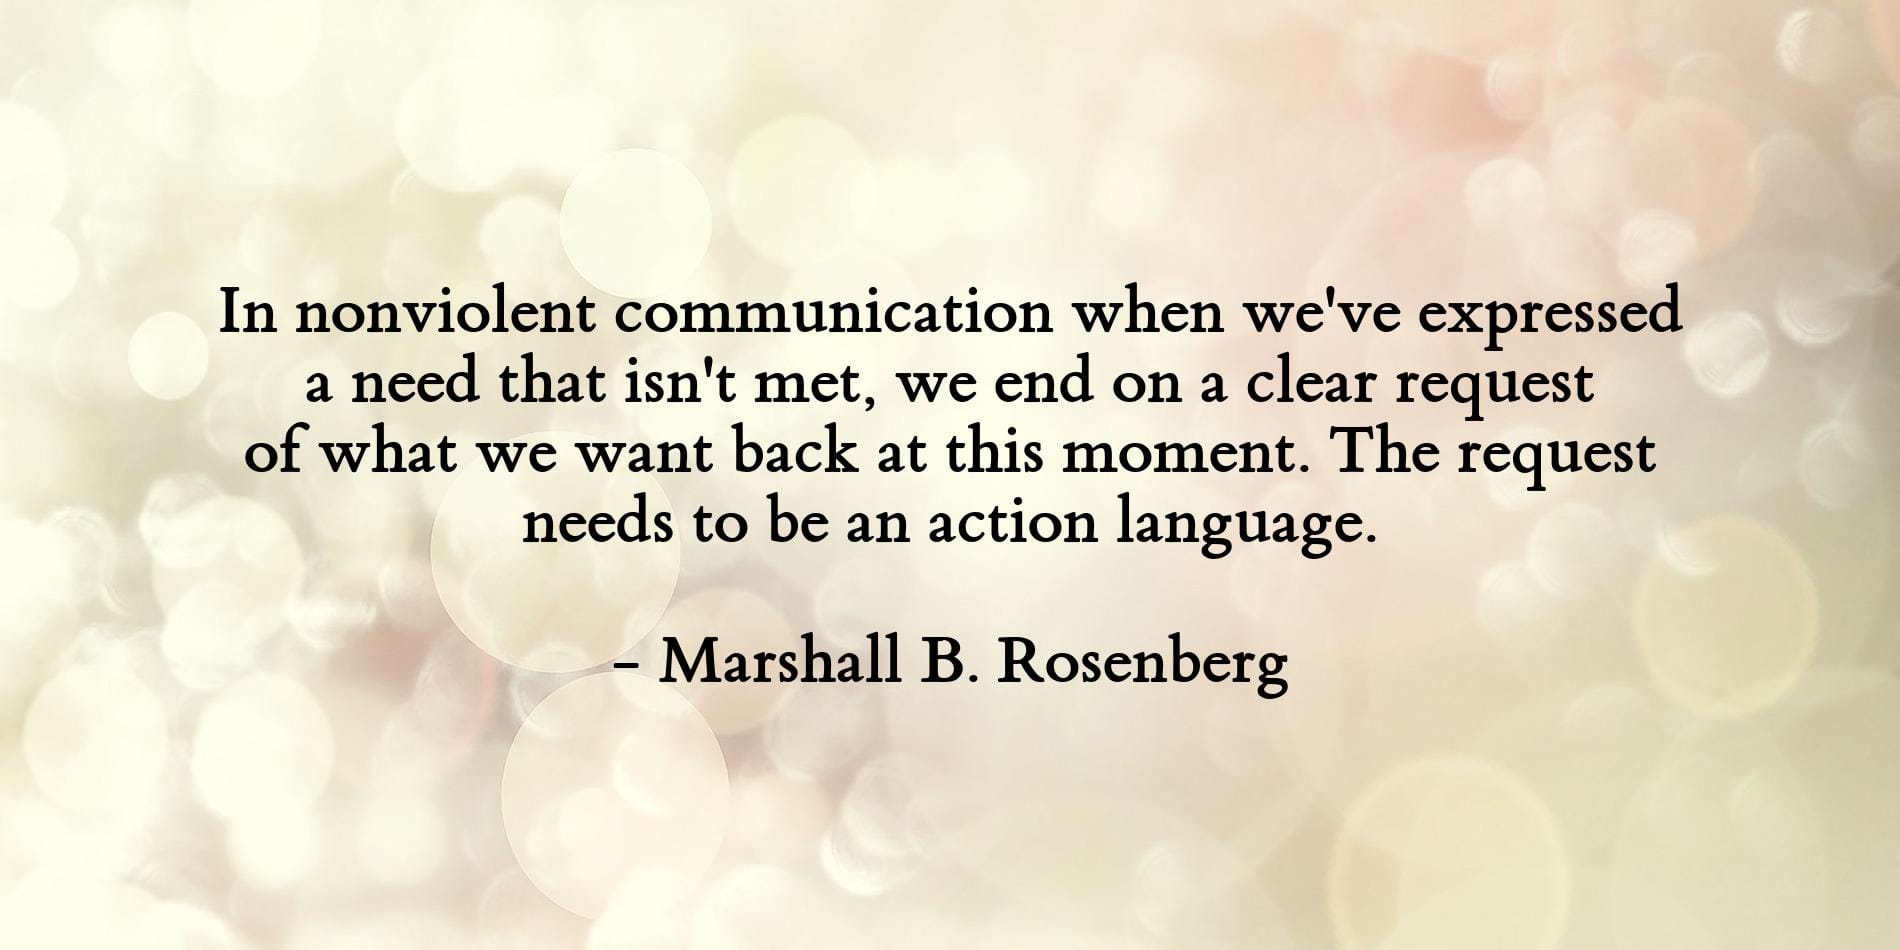 In nonviolent communication when we've expressed
a need that isn't met, we end on a clear request
of what we want back at this moment. The request
needs to be an action language.
- Marshall B. Rosenberg